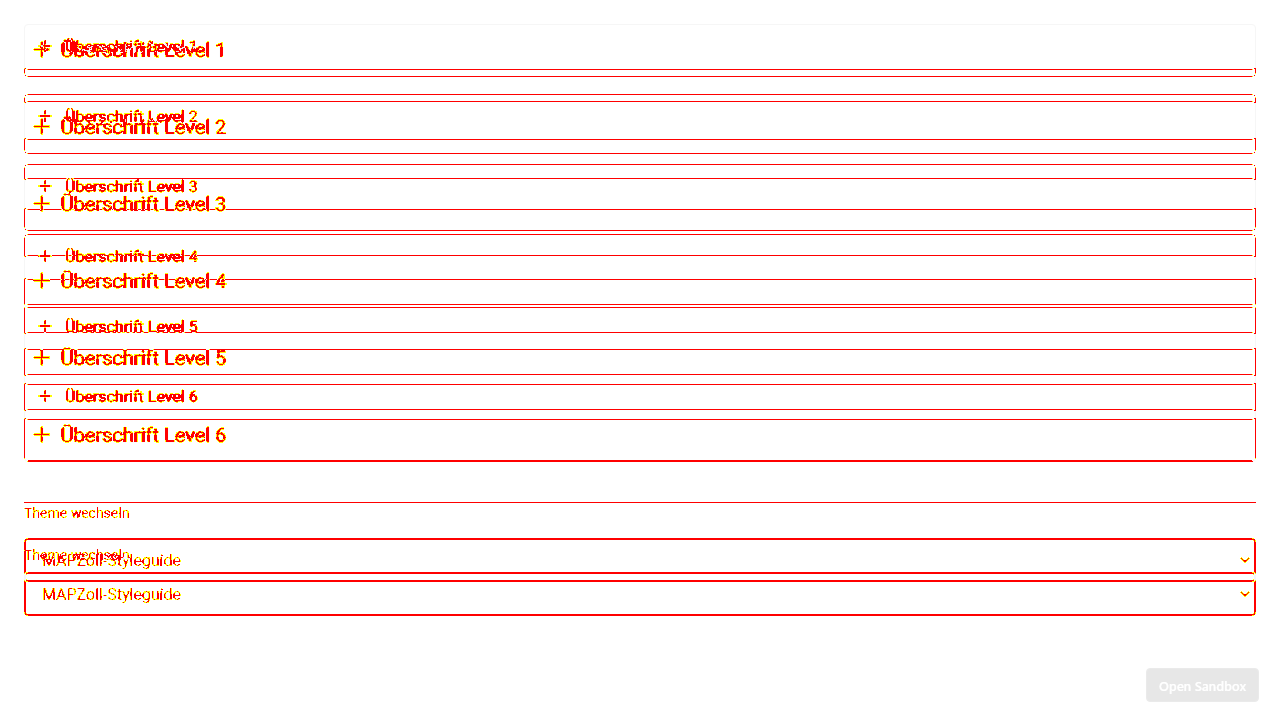 + Überschrift Level 1
+ Überschrift Level 1
+ Überschrift Level 2
+ Überschrift Level 2
+ Überschrift Level 3
+ Überschrift Level 3
+ Überschrift Level 4
+ Überschrift Level 4
+ Überschrift Level 5
+ Überschrift Level 5
+ Überschrift Level 6
+ Überschrift Level 6
Theme wechseln
Theme wechseln
MAPZoll-Styleguide
MAPZoll-Styleguide
Open Sandbox